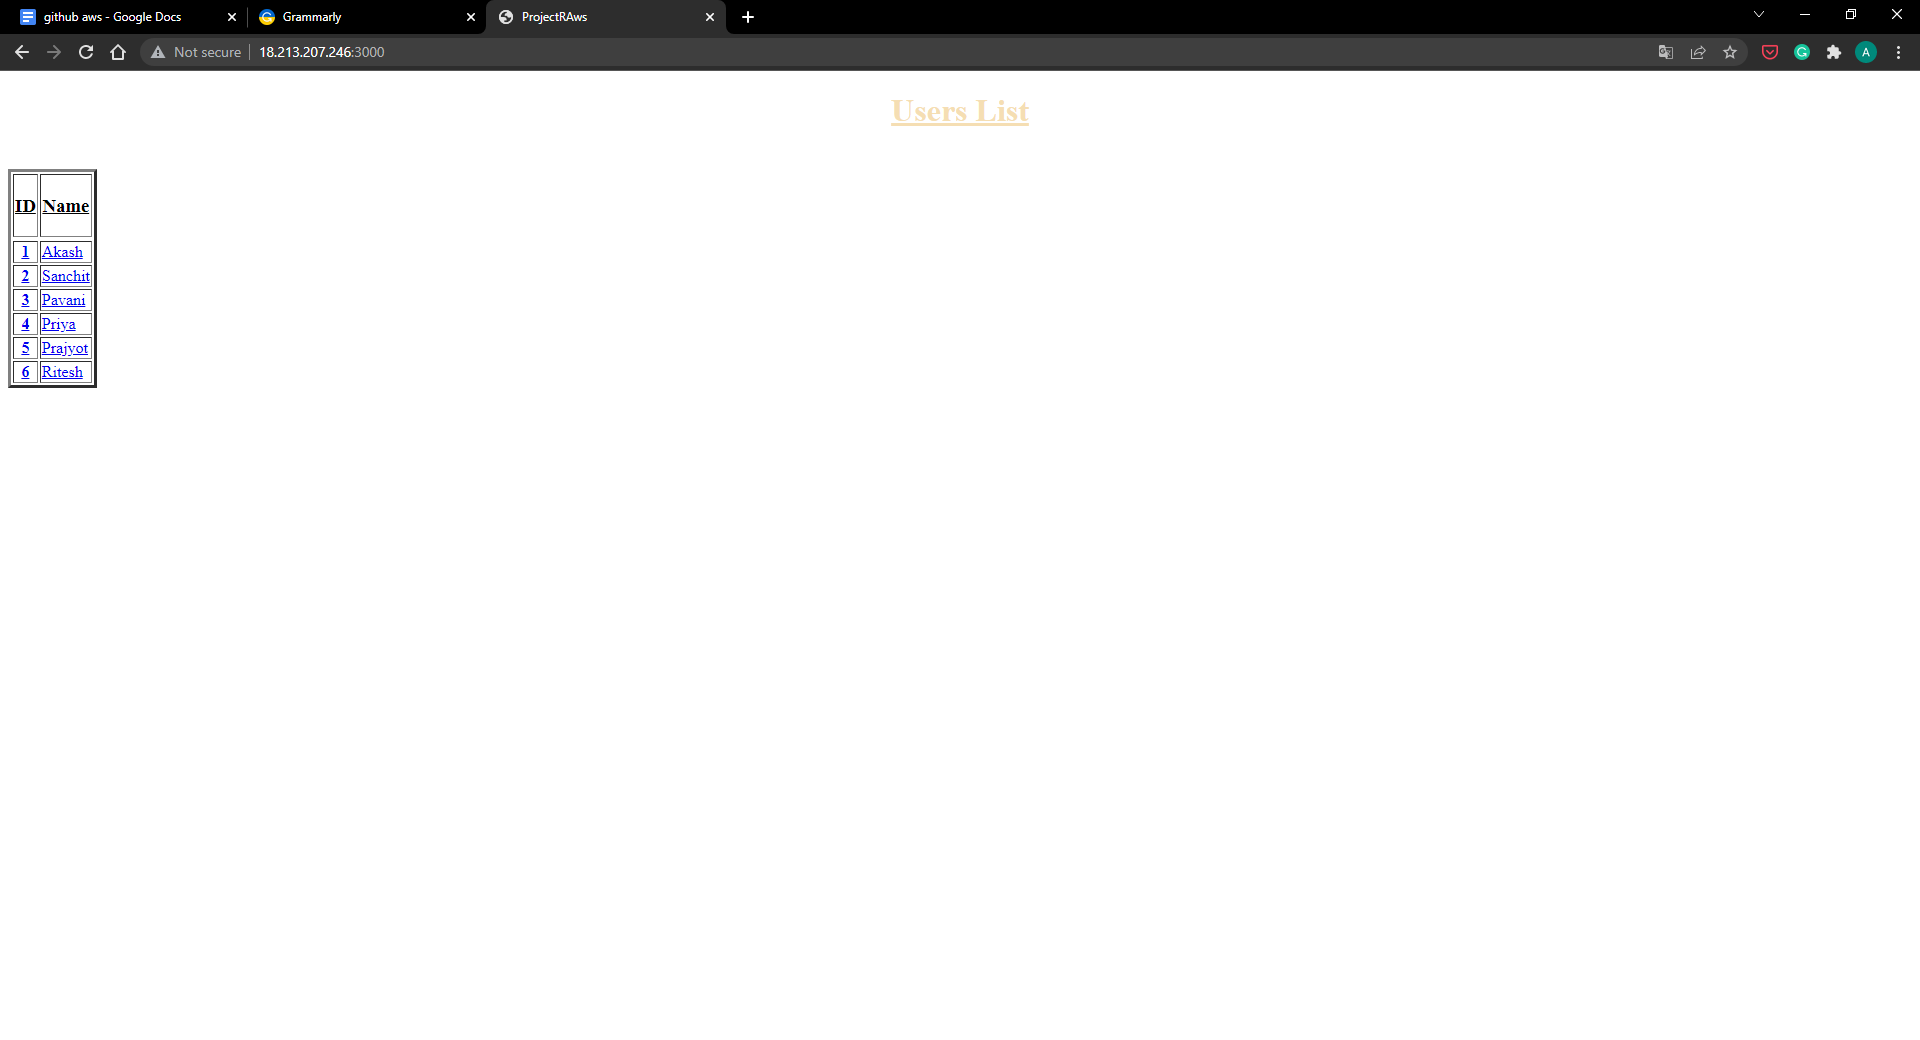 github aws - Google Docs
Grammarly
ProjectRAws
Not secure
18.213.207.246:3000
A
Users List
ID Name
1 Akash
2 Sanchit
3 Pavani
4 Priya
5 Prajyot
6 Ritesh